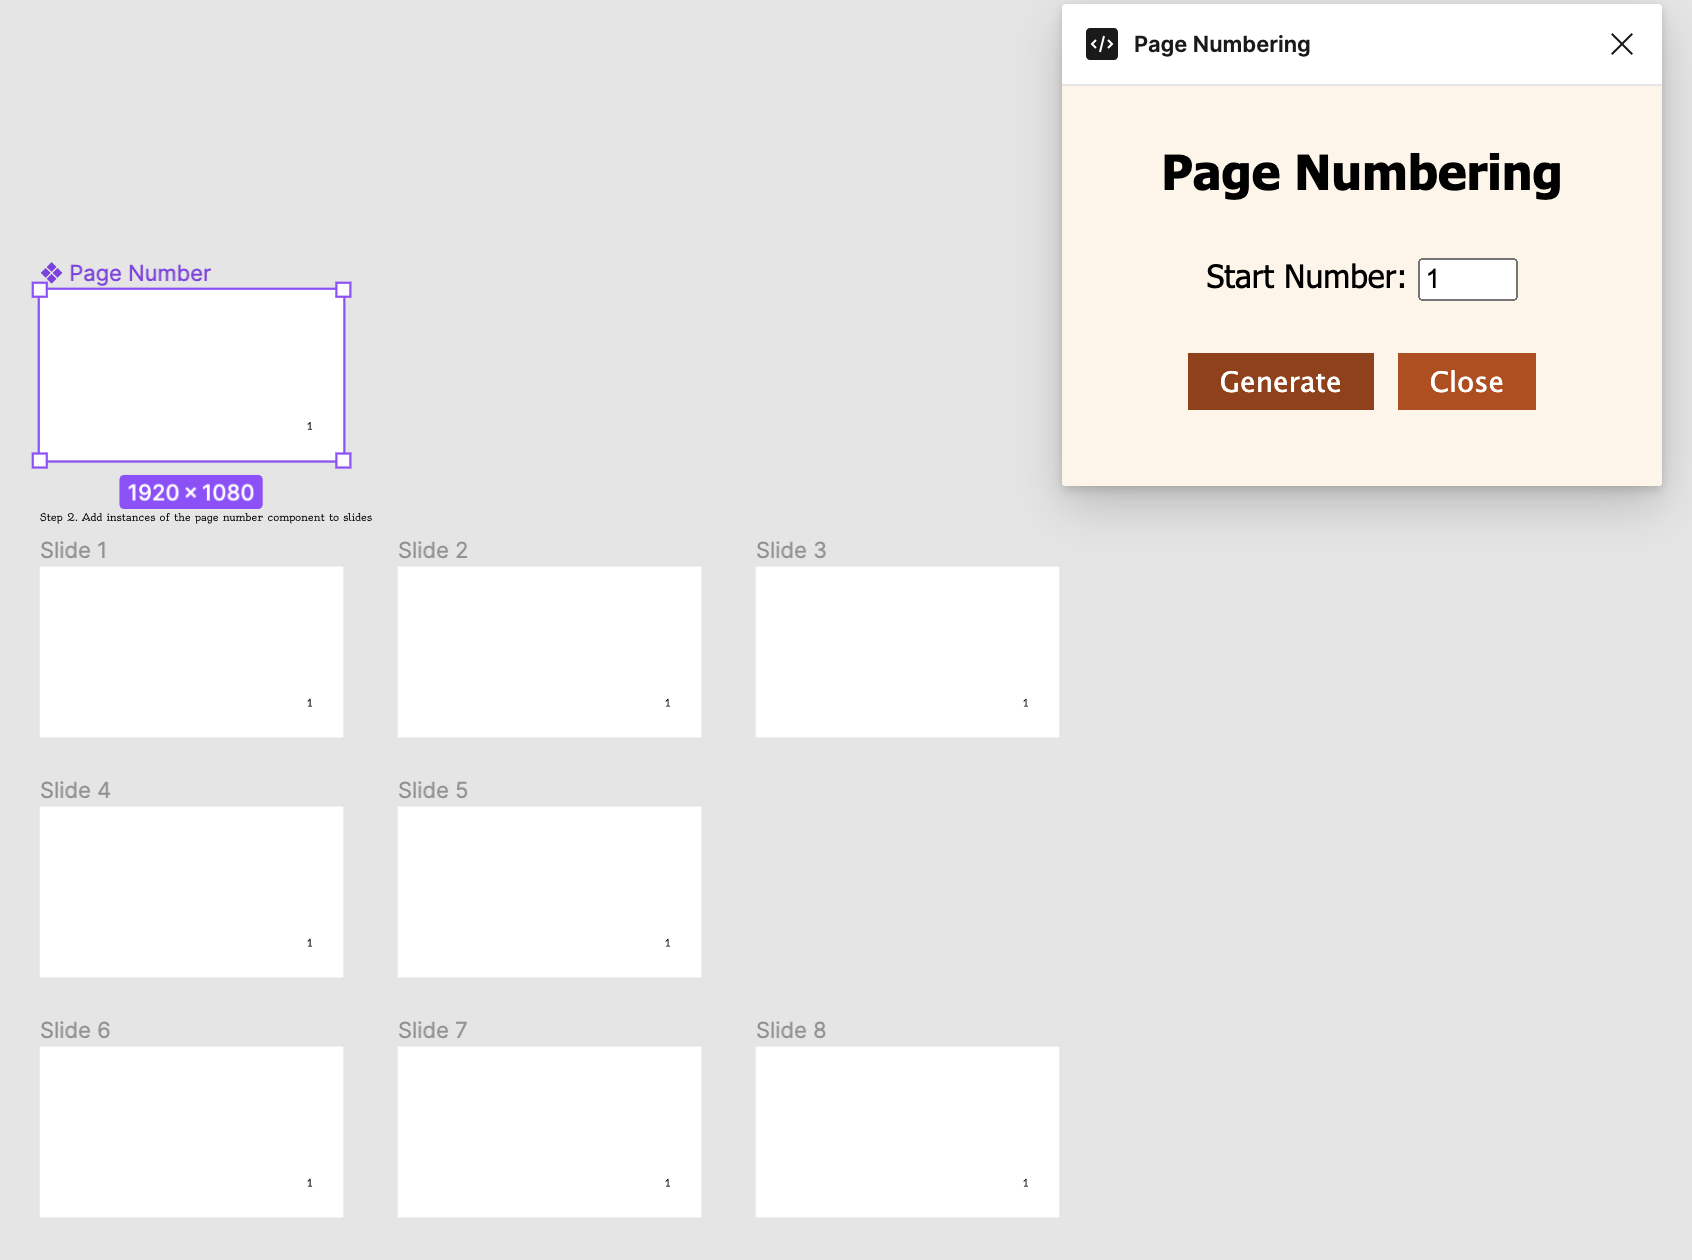 Page Numbering
Page Numbering
Start Number: 1
Generate Close
Page Number
1
1920 × 1080
Step 2. Add instances of the page number component to slides
Slide 1 Slide 2 Slide 3
1 1 1
Slide 4 Slide 5
1 1
Slide 6 Slide 7 Slide 8
1 1 1